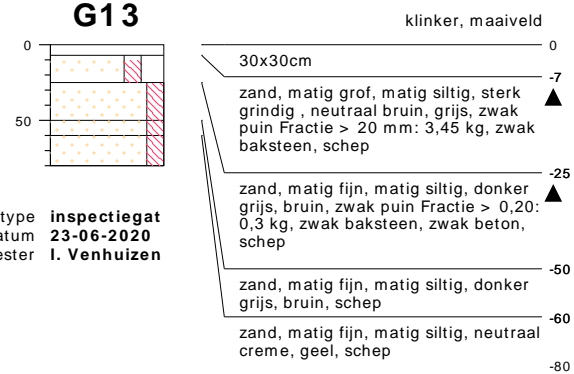 G13
klinker, maaiveld
0
0
30x30cm
-7
zand, matig grof, matig siltig, sterk
grindig , neutraal bruin, grijs, zwak
puin Fractie > 20 mm: 3,45 kg, zwak
baksteen, schep
50
-25
zand, matig fijn, matig siltig, donker
grijs, bruin, zwak puin Fractie > 0,20:
0,3 kg, zwak baksteen, zwak beton,
schep
type inspectiegat
atum 23-06-2020
ester I. Venhuizen
-50
zand, matig fijn, matig siltig, donker
grijs, bruin, schep
-60
zand, matig fijn, matig siltig, neutraal
creme, geel, schep
-80